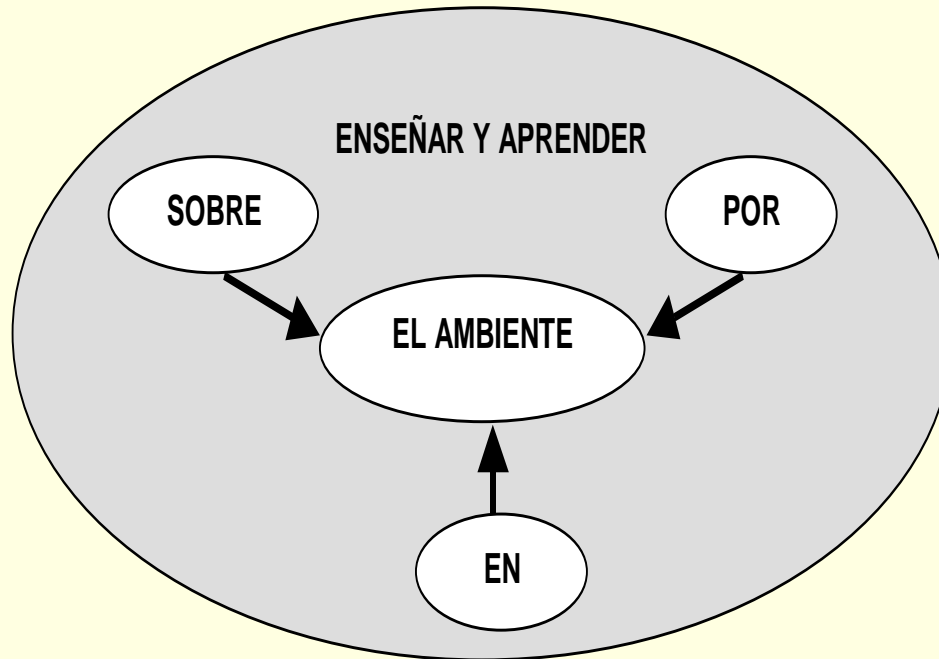 ENSEÑAR Y APRENDER
SOBRE
POR
EL AMBIENTE
EN